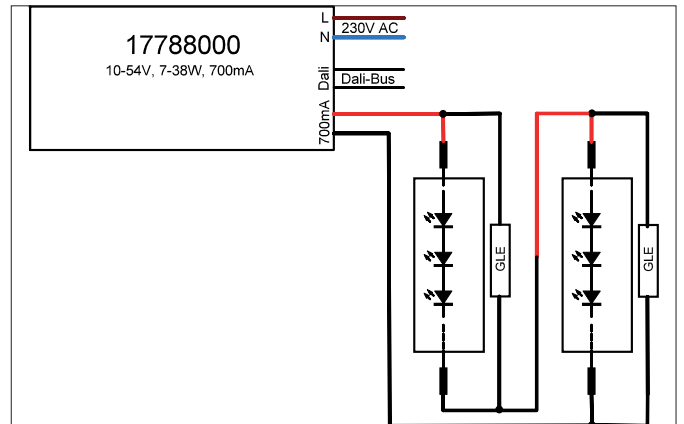 17788000
10-54V, 7-38W, 700mA
L
230V AC
N
Dali
Dali-Bus
700mA
GLE
GLE